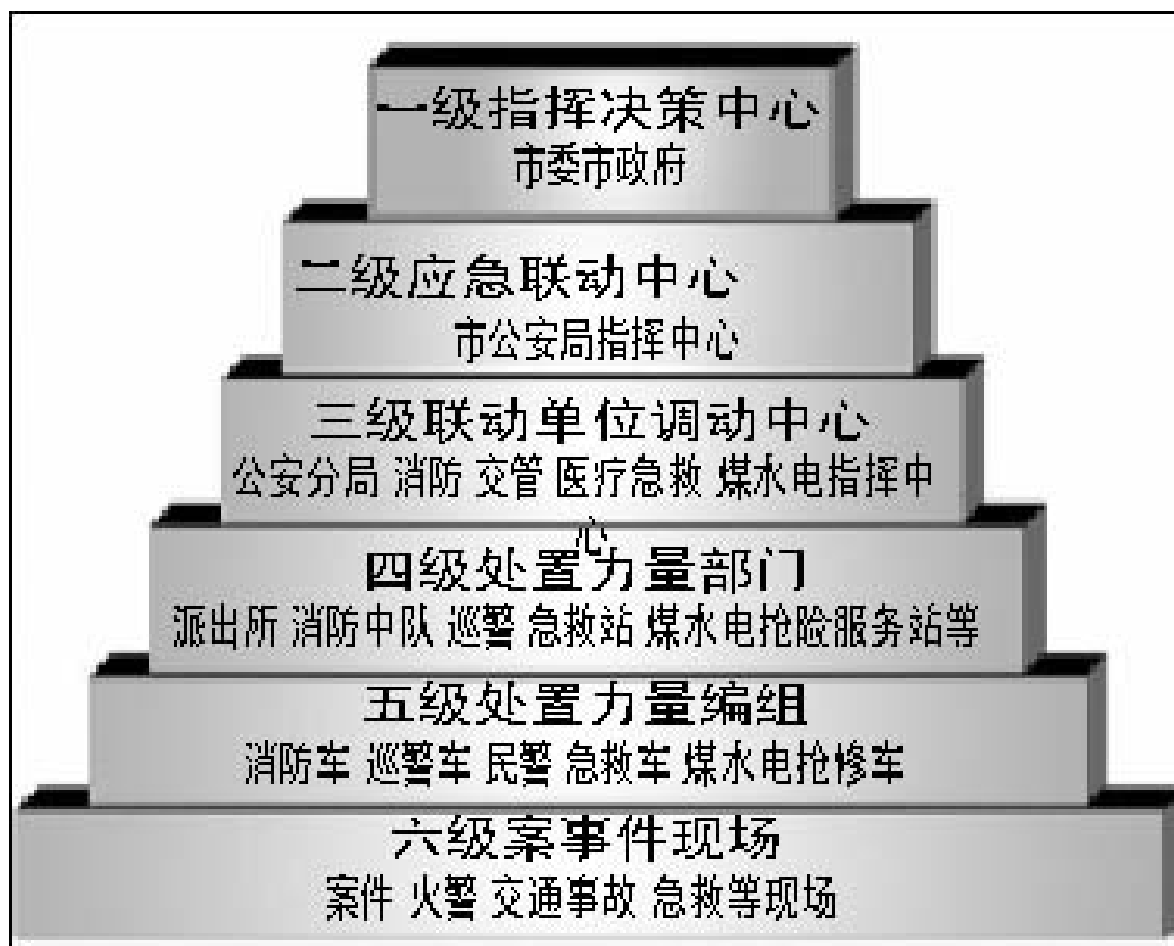 一级指挥决策中心
市委市政府
二级应急联动中心
市公安局指挥中心
三级联动单位调动中心
公安分局 消防 交管 医疗急救 煤水电指挥中
心
四级处置力量部门
派出所 消防中队 巡警 急救站 煤水电抢险服务站等
五级处置力量编组
消防车 巡警车 民警 急救车 煤水电抢修车
六级案事件现场
案件 火警 交通事故 急救等现场